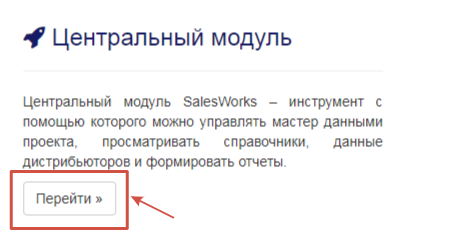 Центральный модуль
Центральный модуль SalesWorks – инструмент с
помощью которого можно управлять мастер данными
проекта, просматривать справочники, данные
дистрибьюторов и формировать отчеты.
Перейти »